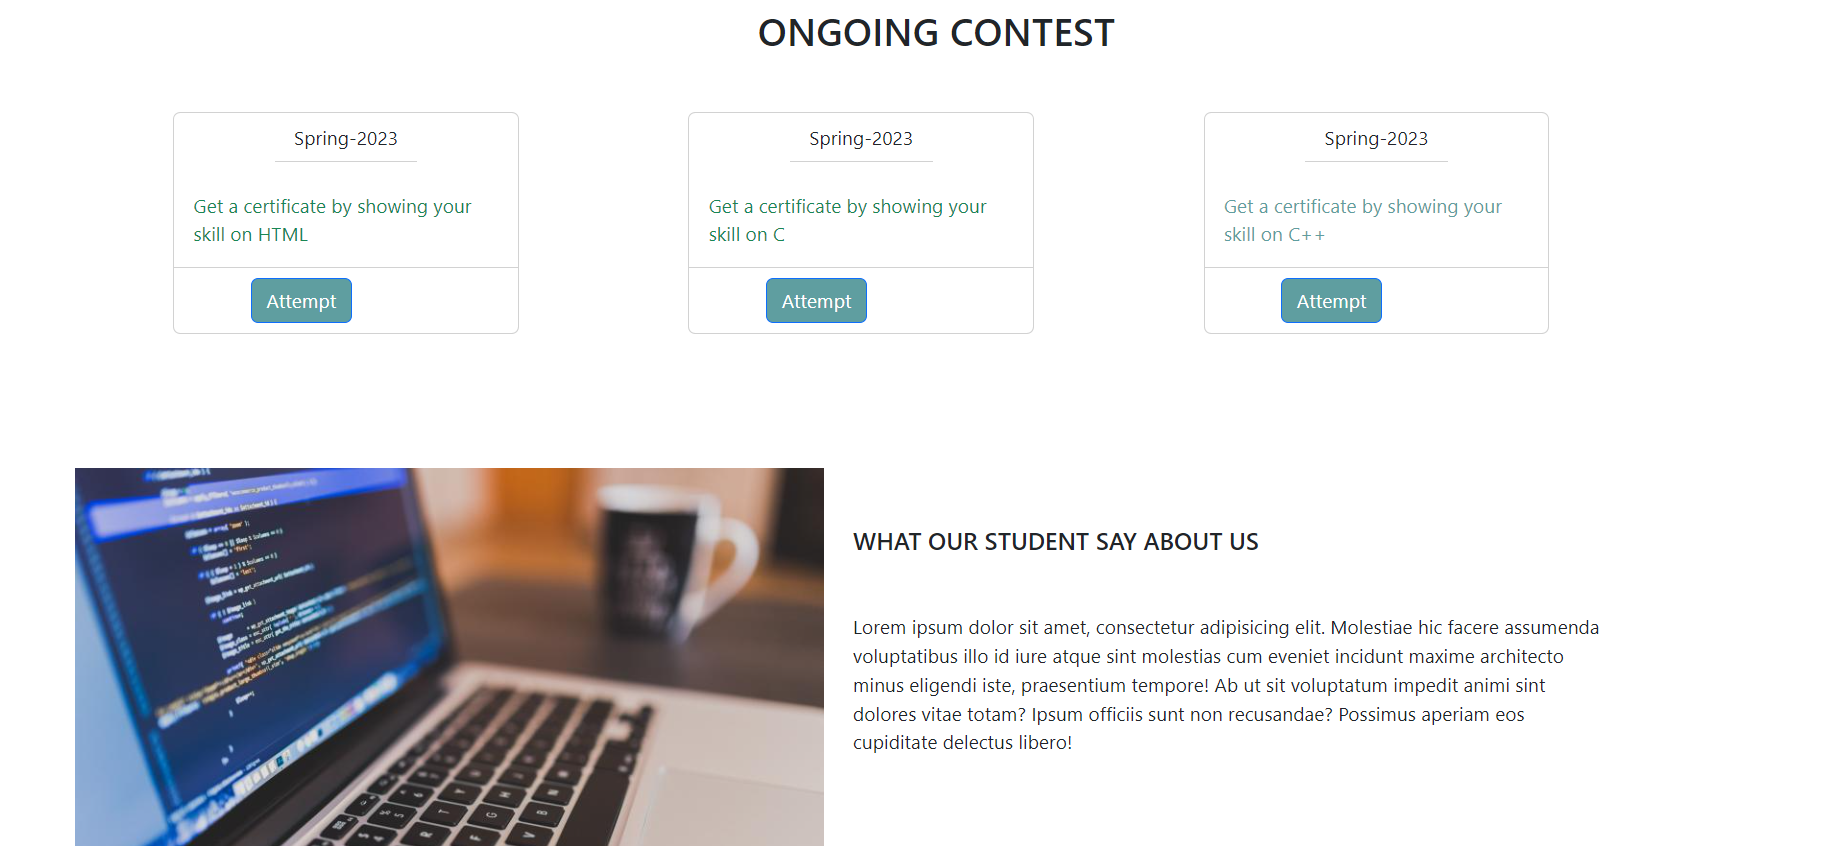 ONGOING CONTEST
Spring-2023
Get a certificate by showing your
skill on HTML
Attempt
Spring-2023
Get a certificate by showing your
skill on C
Attempt
Spring-2023
Get a certificate by showing your
skill on C++
Attempt
WHAT OUR STUDENT SAY ABOUT US
Lorem ipsum dolor sit amet, consectetur adipisicing elit. Molestiae hic facere assumenda
voluptatibus illo id iure atque sint molestias cum eveniet incidunt maxime architecto
minus eligendi iste, praesentium tempore! Ab ut sit voluptatum impedit animi sint
dolores vitae totam? Ipsum officiis sunt non recusandae? Possimus aperiam eos
cupiditate delectus libero!